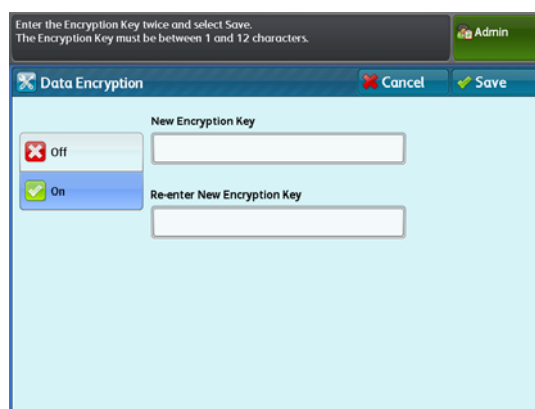 Enter the Encryption Key twice and select Save.
The Encryption Key must be between 1 and 12 characters.
Admin
Data Encryption
Cancel
Save
New Encryption Key
Off
On
Re-enter New Encryption Key